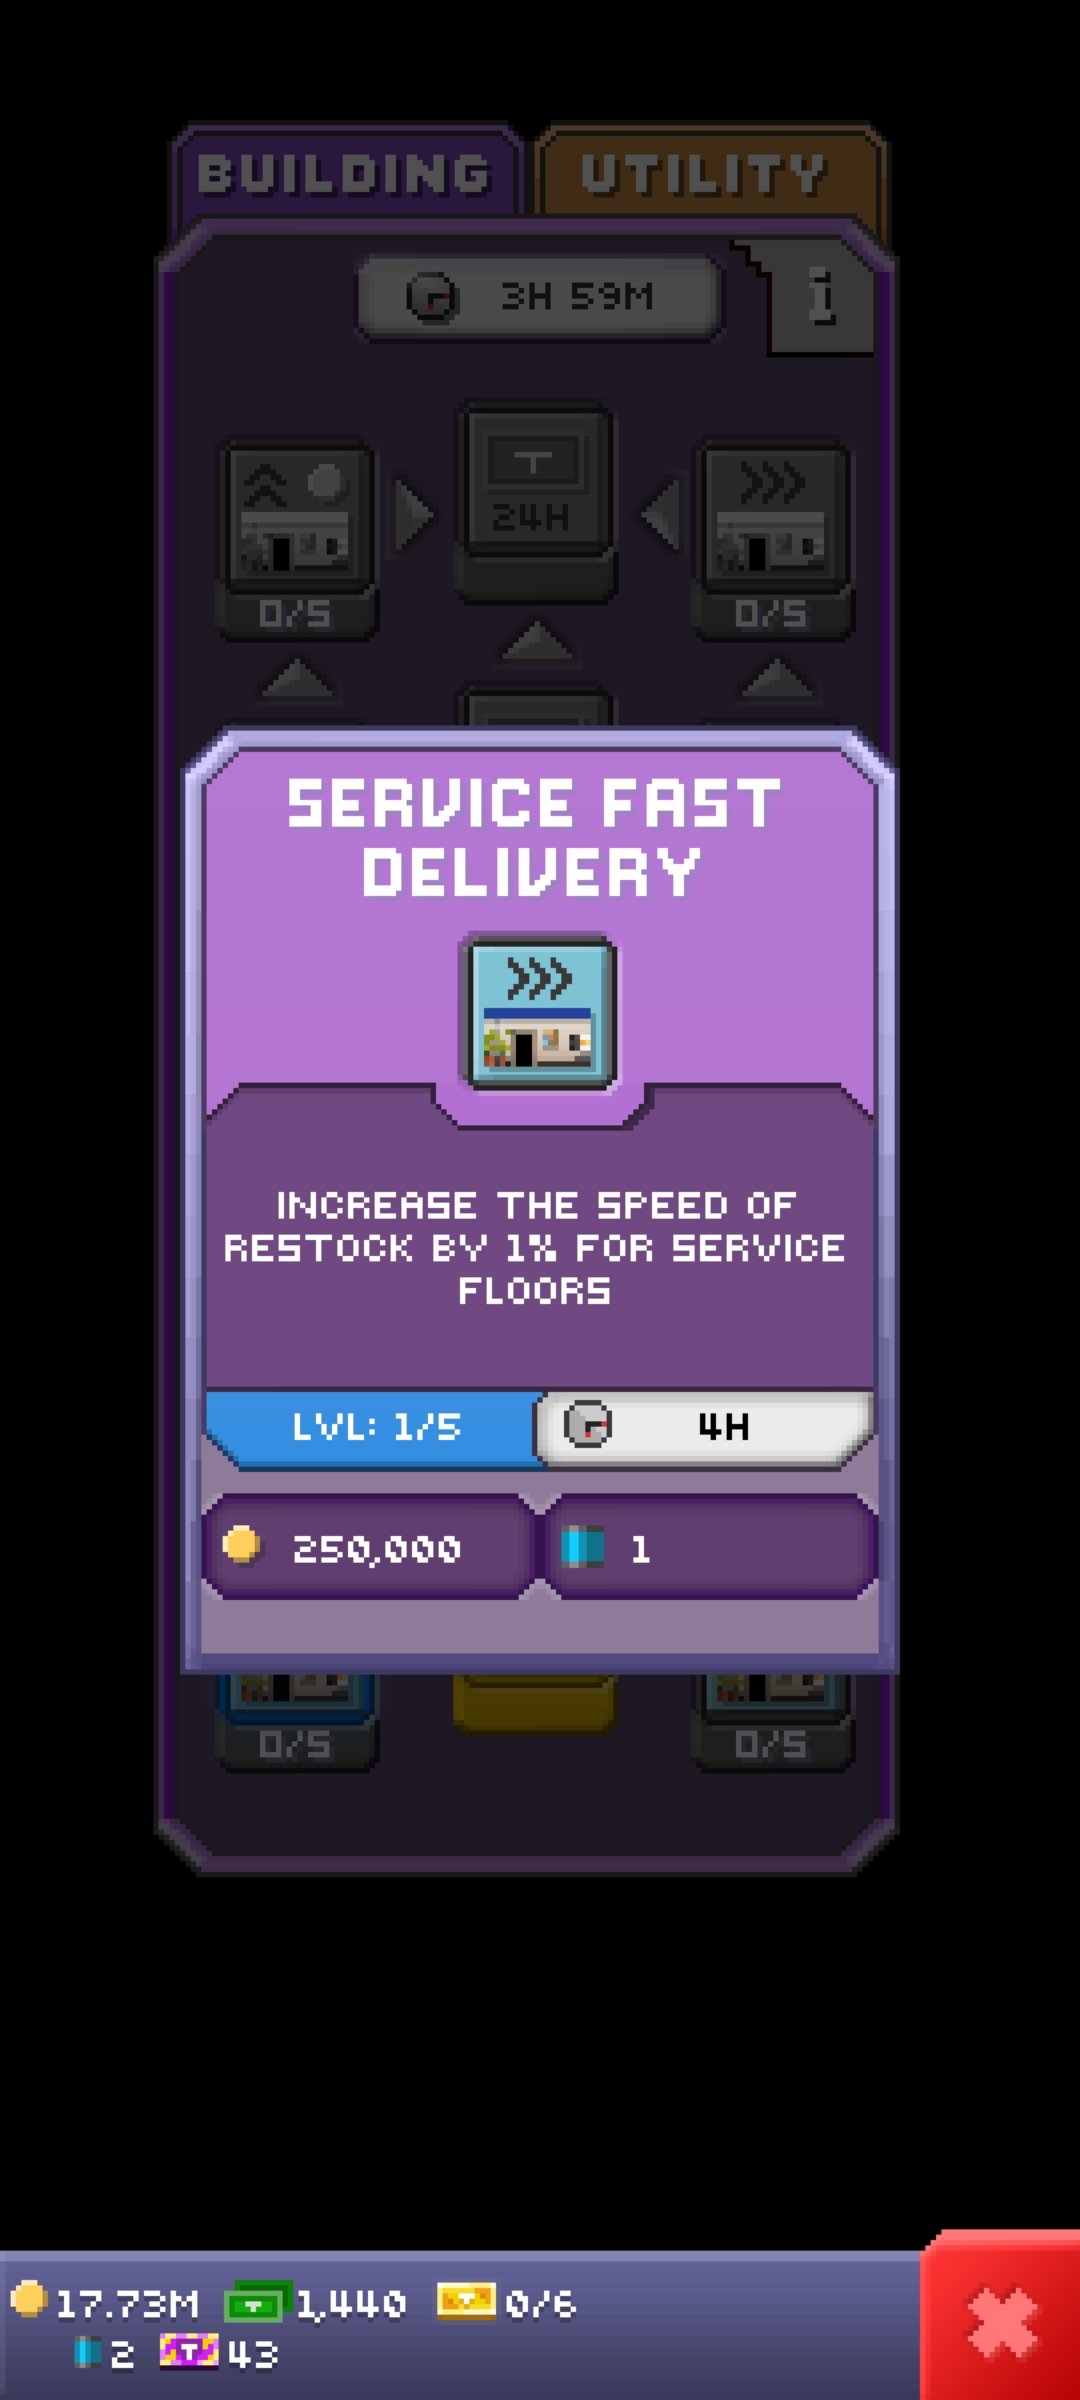 BUILDING UTILITY
3H 59M i
T
24H
0/5 0/5
SERVICE FAST
DELIVERY
INCREASE THE SPEED OF
RESTOCK BY 1% FOR SERVICE
FLOORS
LVL: 1/5 4H
250,000 1
0/5 0/5
17.73M 1,440 0/6
2 T 43